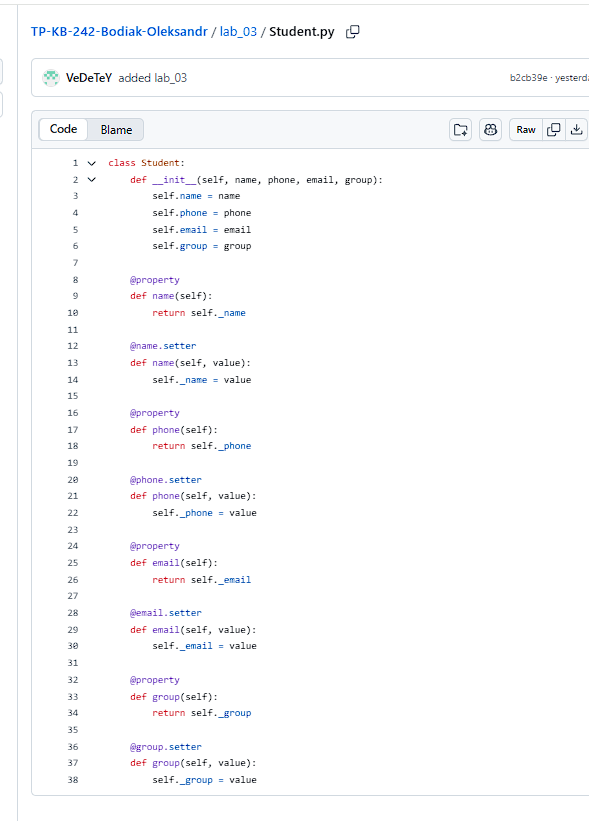 TP-KB-242-Bodiak-Oleksandr / lab_03 / Student.py
VeDeTeY added lab_03 b2cb39e · yesterda
Code Blame Raw
1 class Student:
2     def __init__(self, name, phone, email, group):
3         self.name = name
4         self.phone = phone
5         self.email = email
6         self.group = group
7
8     @property
9     def name(self):
10         return self._name
11
12     @name.setter
13     def name(self, value):
14         self._name = value
15
16     @property
17     def phone(self):
18         return self._phone
19
20     @phone.setter
21     def phone(self, value):
22         self._phone = value
23
24     @property
25     def email(self):
26         return self._email
27
28     @email.setter
29     def email(self, value):
30         self._email = value
31
32     @property
33     def group(self):
34         return self._group
35
36     @group.setter
37     def group(self, value):
38         self._group = value